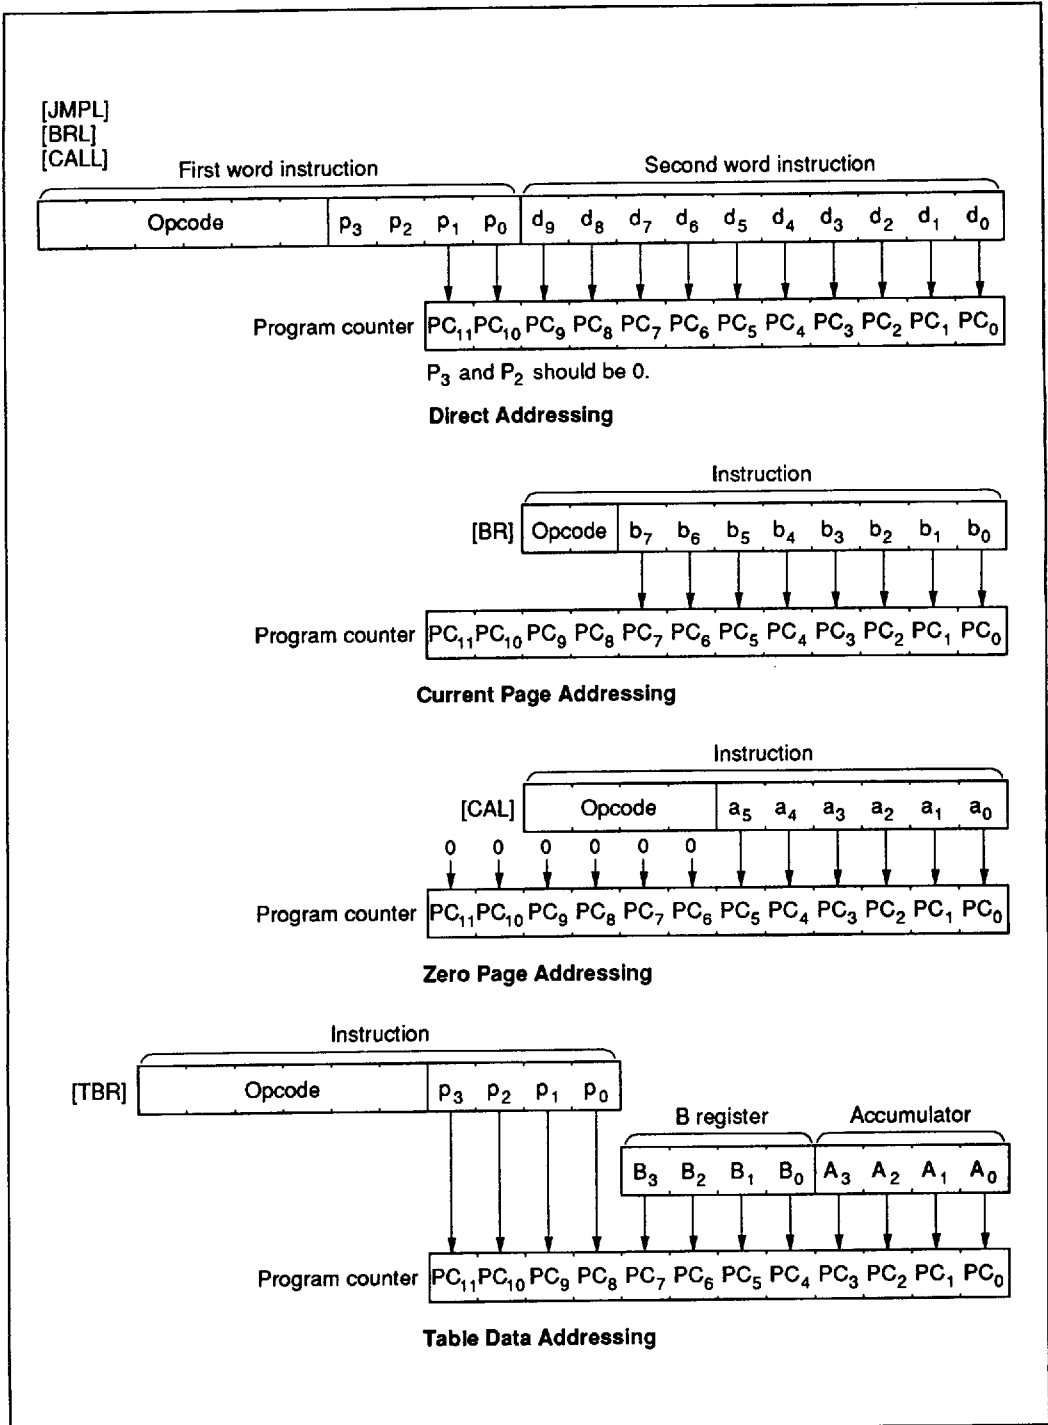 [JMPL]
[BRL]
[CALL]
First word instruction Second word instruction
Opcode p3 p2 p1 p0 d9 d8 d7 d6 d5 d4 d3 d2 d1 d0
Program counter PC11 PC10 PC9 PC8 PC7 PC6 PC5 PC4 PC3 PC2 PC1 PC0
P3 and P2 should be 0.
Direct Addressing
Instruction
[BR] Opcode b7 b6 b5 b4 b3 b2 b1 b0
Program counter PC11 PC10 PC9 PC8 PC7 PC6 PC5 PC4 PC3 PC2 PC1 PC0
Current Page Addressing
Instruction
[CAL] Opcode a5 a4 a3 a2 a1 a0
0 0 0 0 0 0
Program counter PC11 PC10 PC9 PC8 PC7 PC6 PC5 PC4 PC3 PC2 PC1 PC0
Zero Page Addressing
Instruction
[TBR] Opcode p3 p2 p1 p0
B register Accumulator
B3 B2 B1 B0 A3 A2 A1 A0
Program counter PC11 PC10 PC9 PC8 PC7 PC6 PC5 PC4 PC3 PC2 PC1 PC0
Table Data Addressing